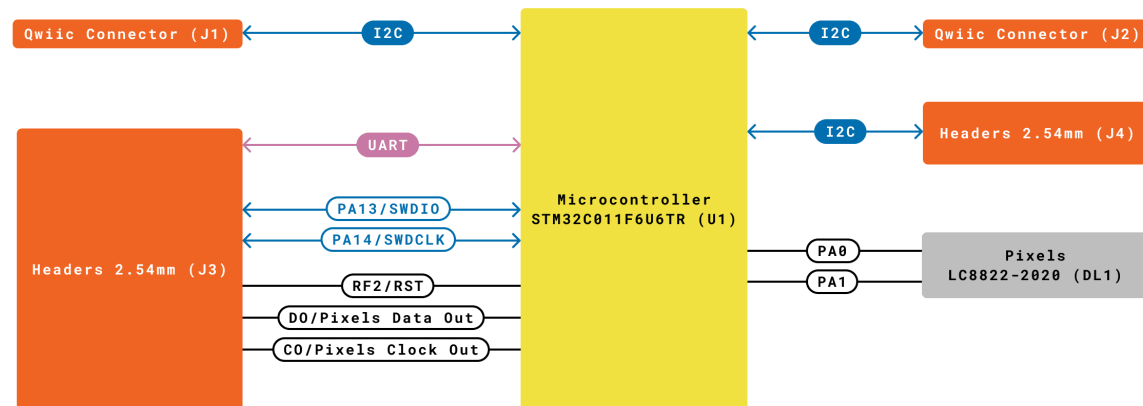 Qwiic Connector (J1)
I2C
I2C
Qwiic Connector (J2)
I2C
Headers 2.54mm (J4)
UART
PA13/SWDIO
PA14/SWDCLK
Microcontroller
STM32C011F6U6TR (U1)
Headers 2.54mm (J3)
RF2/RST
DO/Pixels Data Out
CO/Pixels Clock Out
PA0
PA1
Pixels
LC8822-2020 (DL1)